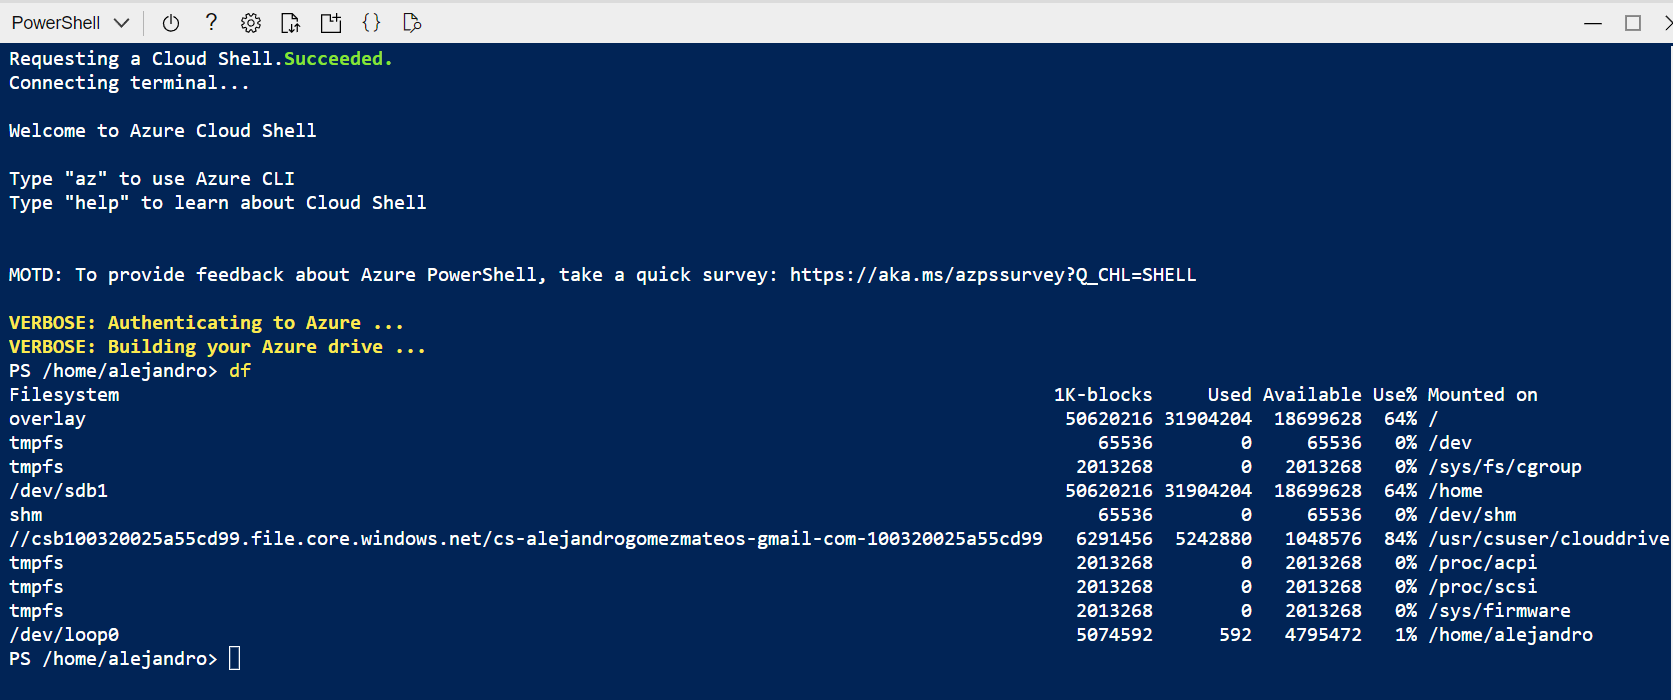 PowerShell
Requesting a Cloud Shell.Succeeded.
Connecting terminal...
Welcome to Azure Cloud Shell
Type "az" to use Azure CLI
Type "help" to learn about Cloud Shell
MOTD: To provide feedback about Azure PowerShell, take a quick survey: https://aka.ms/azpssurvey?Q_CHL=SHELL
VERBOSE: Authenticating to Azure ...
VERBOSE: Building your Azure drive ...
PS /home/alejandro> df
Filesystem 1K-blocks Used Available Use% Mounted on
overlay 50620216 31904204 18699628 64% /
tmpfs 65536 0 65536 0% /dev
tmpfs 2013268 0 2013268 0% /sys/fs/cgroup
/dev/sdb1 50620216 31904204 18699628 64% /home
shm 65536 0 65536 0% /dev/shm
//csb100320025a55cd99.file.core.windows.net/cs-alejandrogomezmateos-gmail-com-100320025a55cd99 6291456 5242880 1048576 84% /usr/csuser/clouddrive
tmpfs 2013268 0 2013268 0% /proc/acpi
tmpfs 2013268 0 2013268 0% /proc/scsi
tmpfs 2013268 0 2013268 0% /sys/firmware
/dev/loop0 5074592 592 4795472 1% /home/alejandro
PS /home/alejandro>